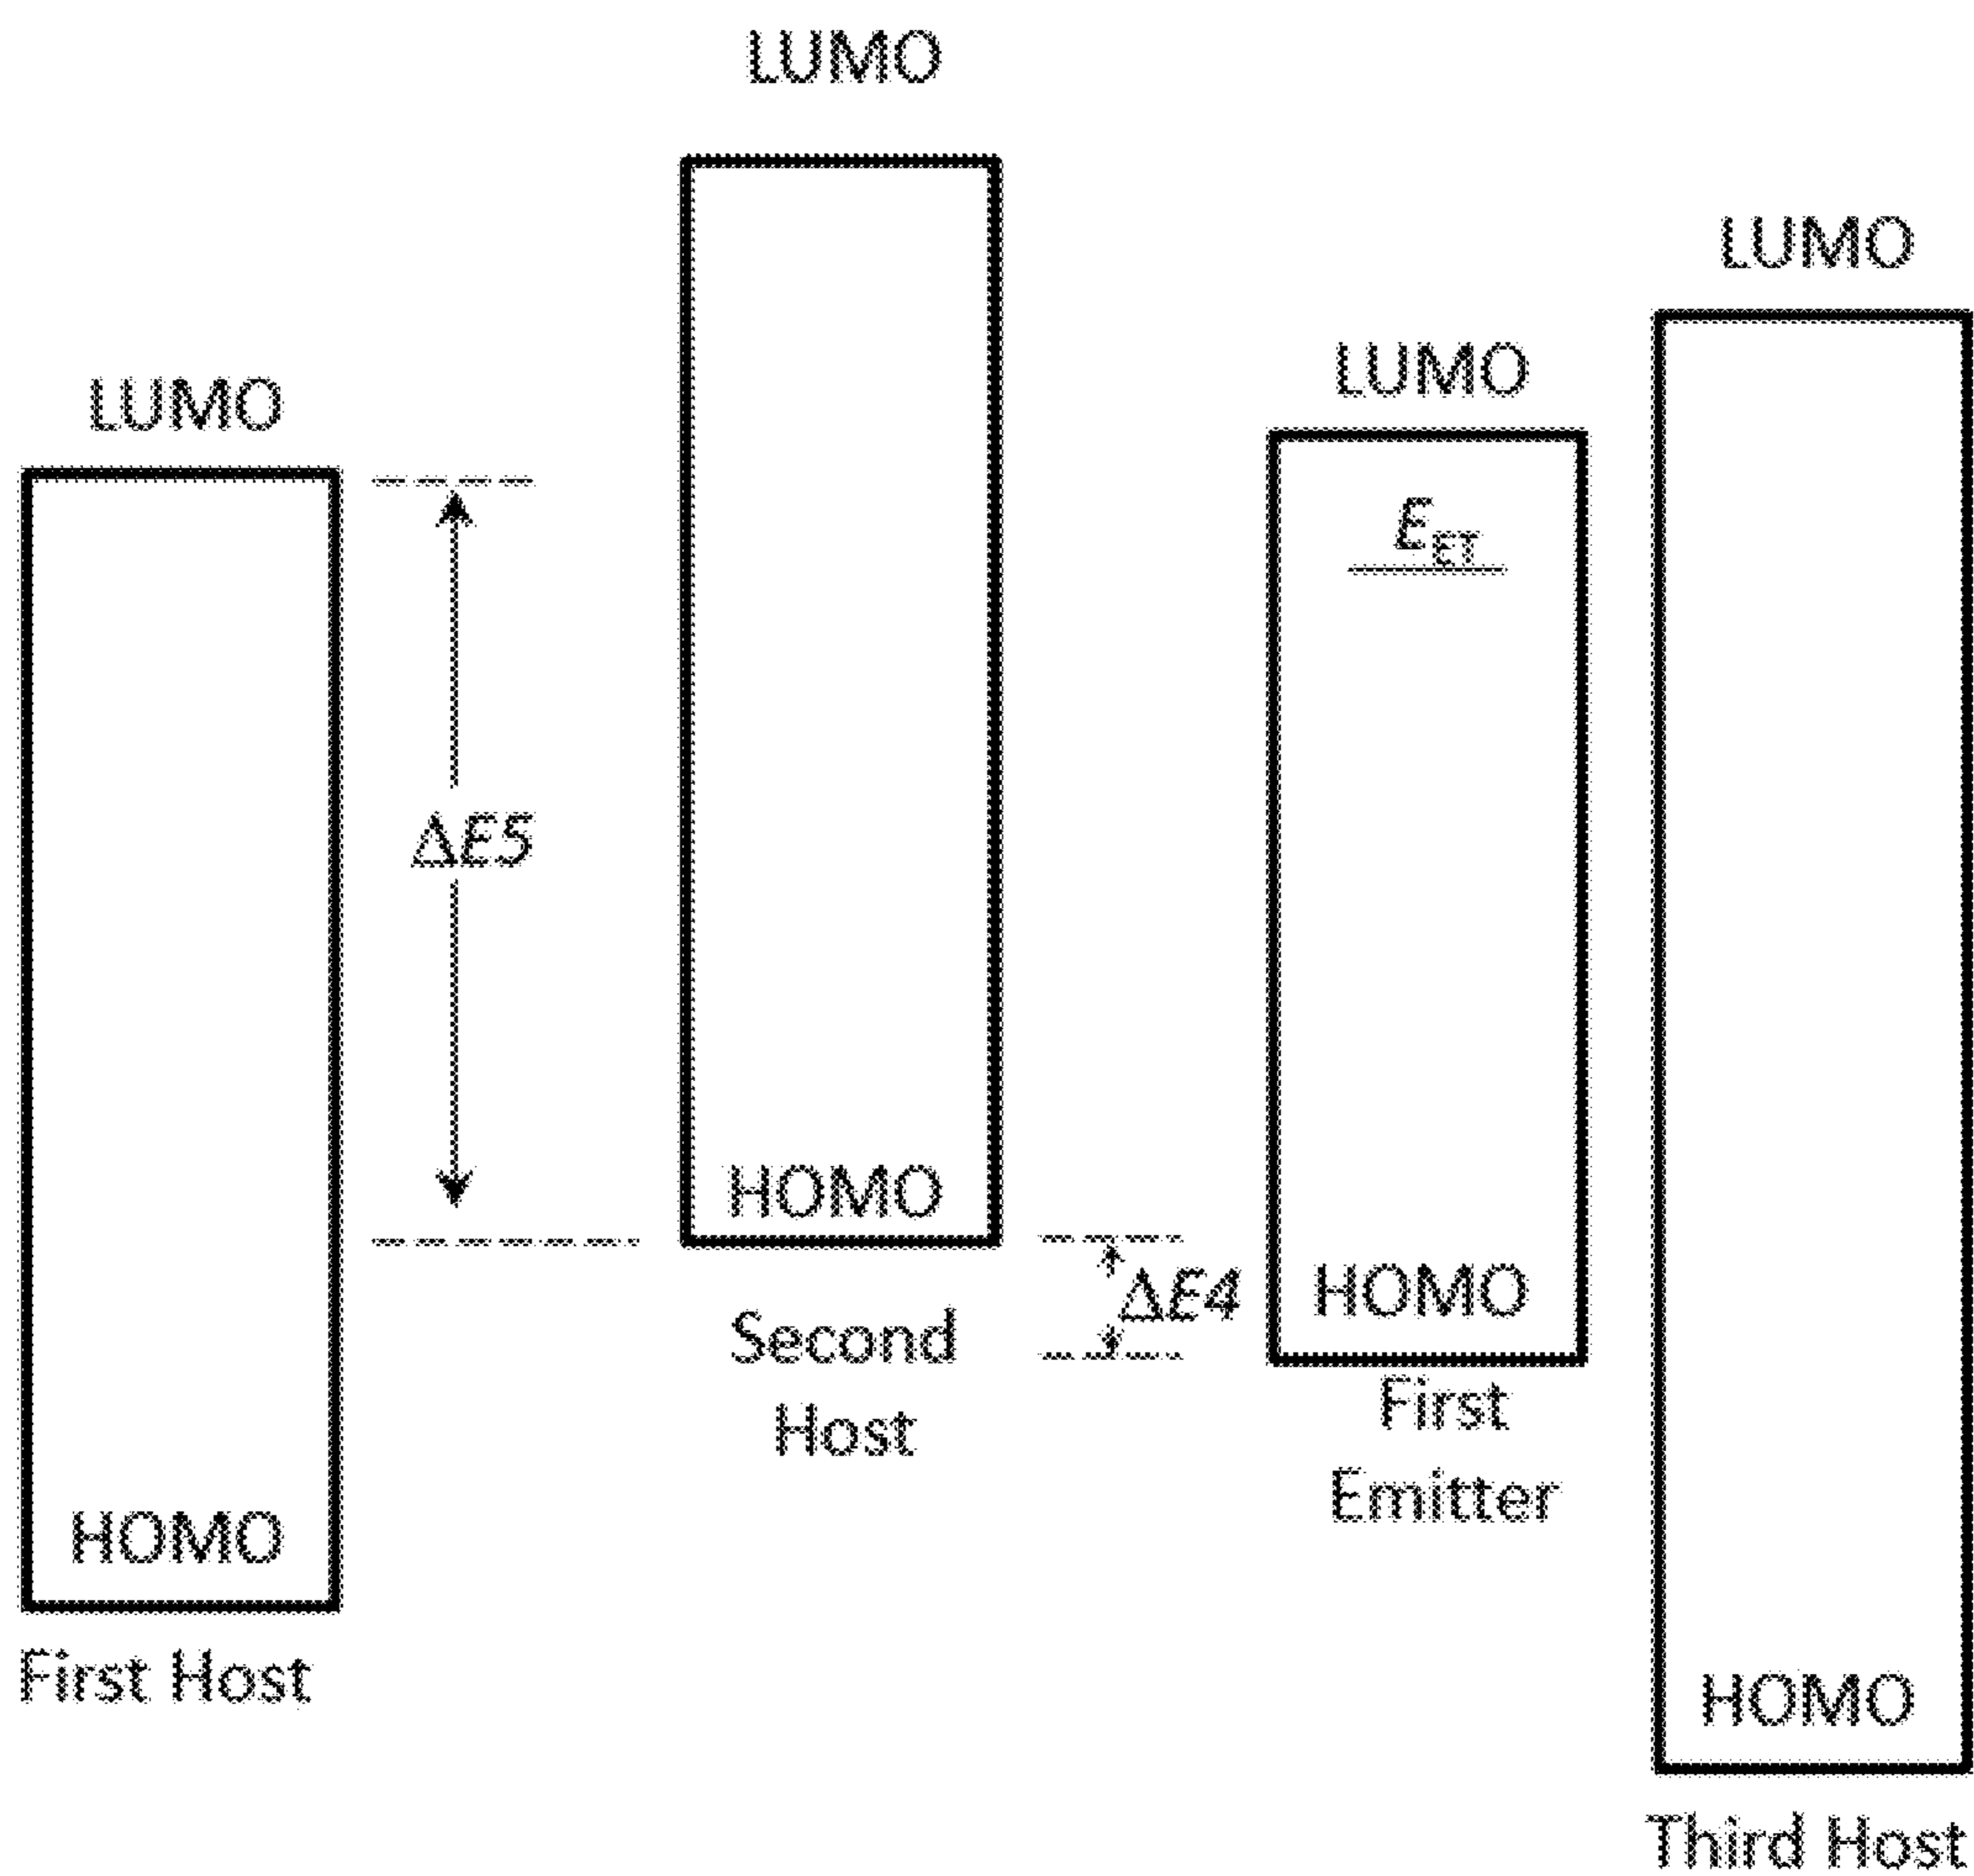 LUMO
LUMO
LUMO
LUMO
E_ET
ΔE5
HOMO
HOMO
ΔE4
Second
Host
First
Emitter
HOMO
First Host
HOMO
Third Host